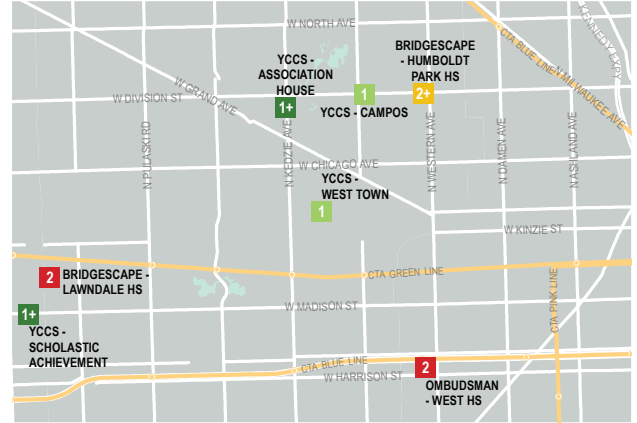 W NORTH AVE
KENNEDY EXPY
CTA BLUE LINE
N MILWAUKEE AVE
YCCS -
ASSOCIATION
HOUSE
1+
BRIDGESCAPE
- HUMBOLDT
PARK HS
2+
W GRAND AVE
W DIVISION ST
1
YCCS - CAMPOS
N PULASKI RD
N KEDZIE AVE
N WESTERN AVE
N DAMEN AVE
N ASHLAND AVE
W CHICAGO AVE
YCCS -
WEST TOWN
1
W KINZIE ST
2
BRIDGESCAPE -
LAWNDALE HS
CTA GREEN LINE
1+
YCCS -
SCHOLASTIC
ACHIEVEMENT
W MADISON ST
CTA PINK LINE
CTA BLUE LINE
W HARRISON ST
2
OMBUDSMAN
- WEST HS